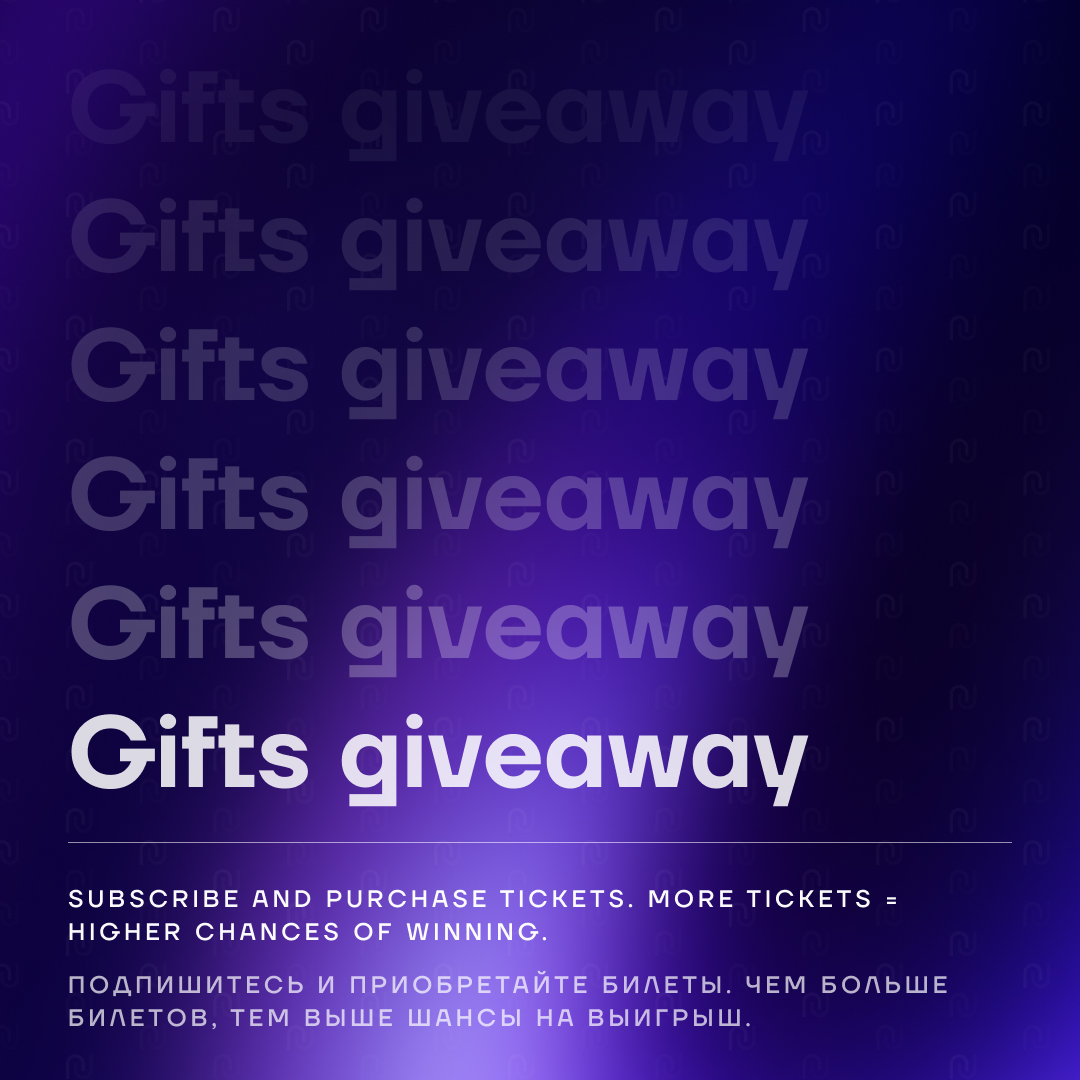 Gifts giveaway
Gifts giveaway
Gifts giveaway
Gifts giveaway
Gifts giveaway
Gifts giveaway
SUBSCRIBE AND PURCHASE TICKETS. MORE TICKETS =
HIGHER CHANCES OF WINNING.
ПОДПИШИТЕСЬ И ПРИОБРЕТАЙТЕ БИЛЕТЫ. ЧЕМ БОЛЬШЕ
БИЛЕТОВ, ТЕМ ВЫШЕ ШАНСЫ НА ВЫИГРЫШ.